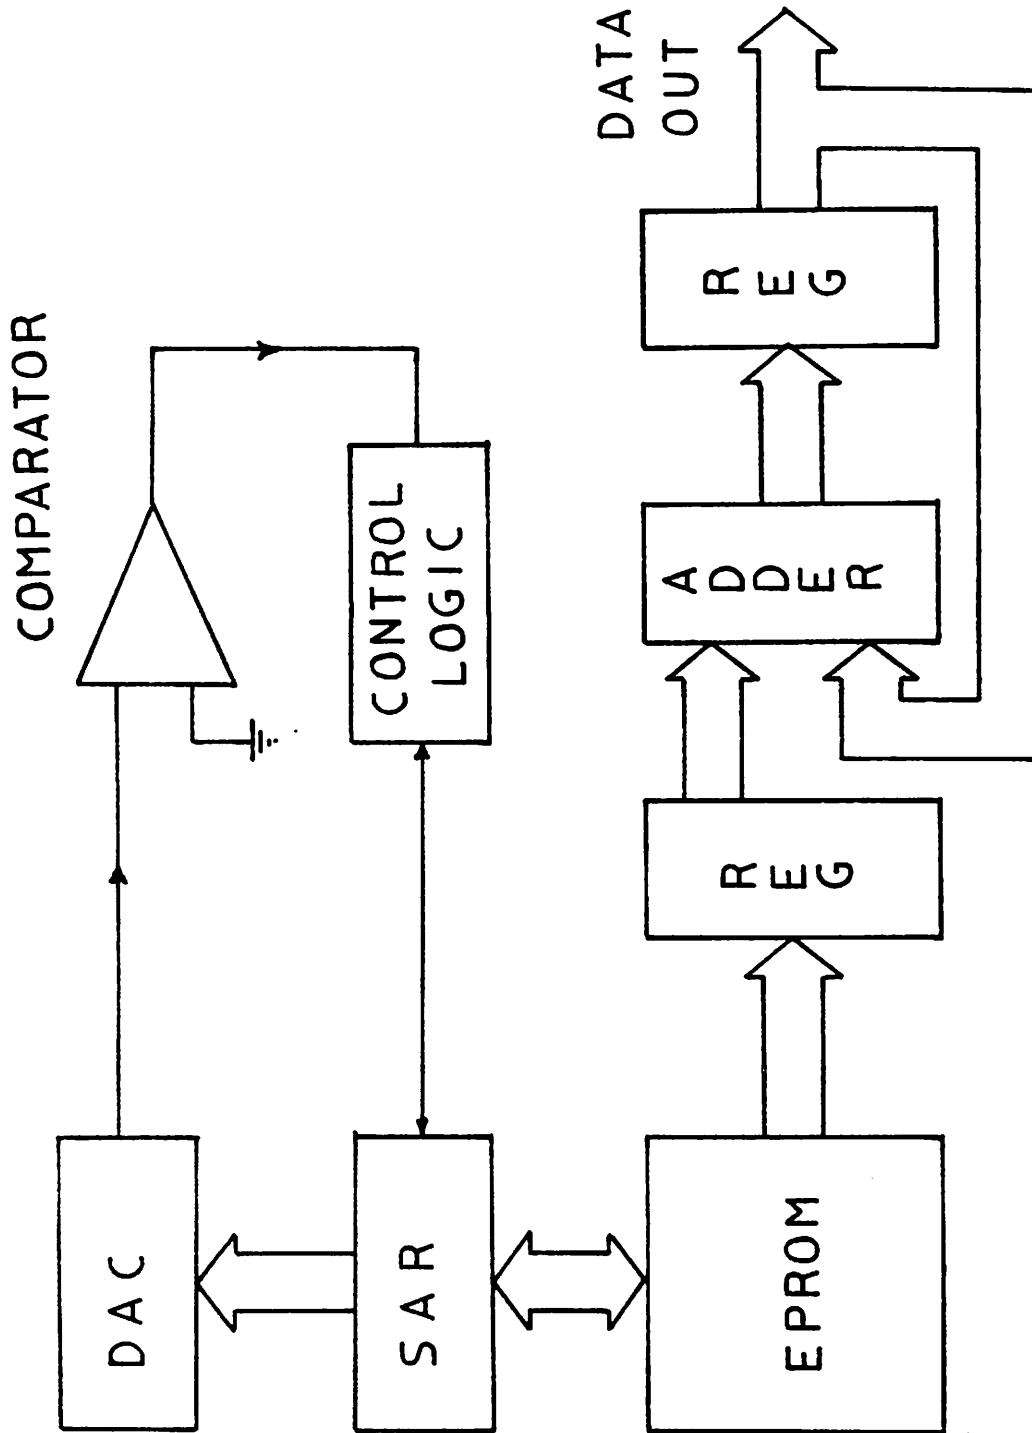 COMPARATOR
DAC
CONTROL
LOGIC
SAR
DATA
OUT
EPROM
REG
ADDER
REG